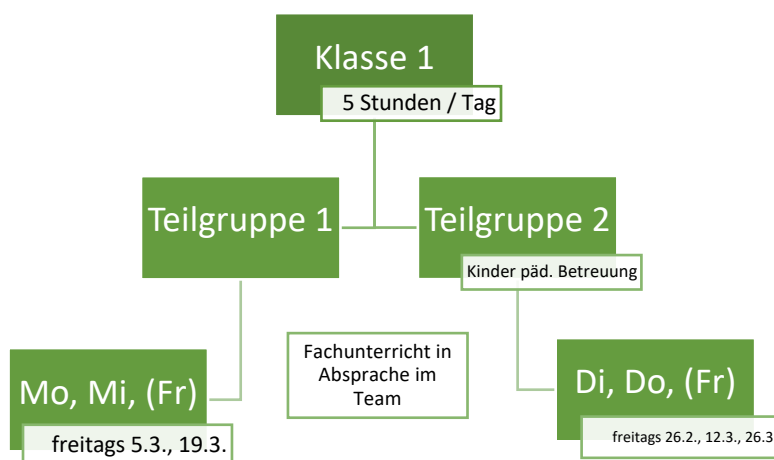 Klasse 1
5 Stunden / Tag
Teilgruppe 1
Teilgruppe 2
Kinder päd. Betreuung
Fachunterricht in
Absprache im
Team
Mo, Mi, (Fr)
freitags 5.3., 19.3.
Di, Do, (Fr)
freitags 26.2., 12.3., 26.3